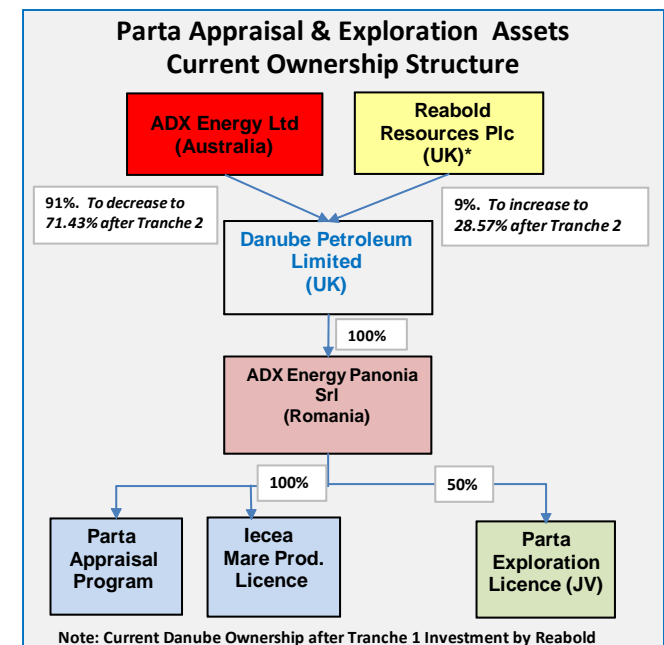 Parta Appraisal & Exploration Assets
Current Ownership Structure
ADX Energy Ltd
(Australia)
Reabold
Resources Plc
(UK)*
91%. To decrease to
71.43% after Tranche 2
9%. To increase to
28.57% after Tranche 2
Danube Petroleum
Limited
(UK)
100%
ADX Energy Panonia
Srl
(Romania)
100%
50%
Parta
Appraisal
Program
Iecea
Mare Prod.
Licence
Parta
Exploration
Licence (JV)
Note: Current Danube Ownership after Tranche 1 Investment by Reabold